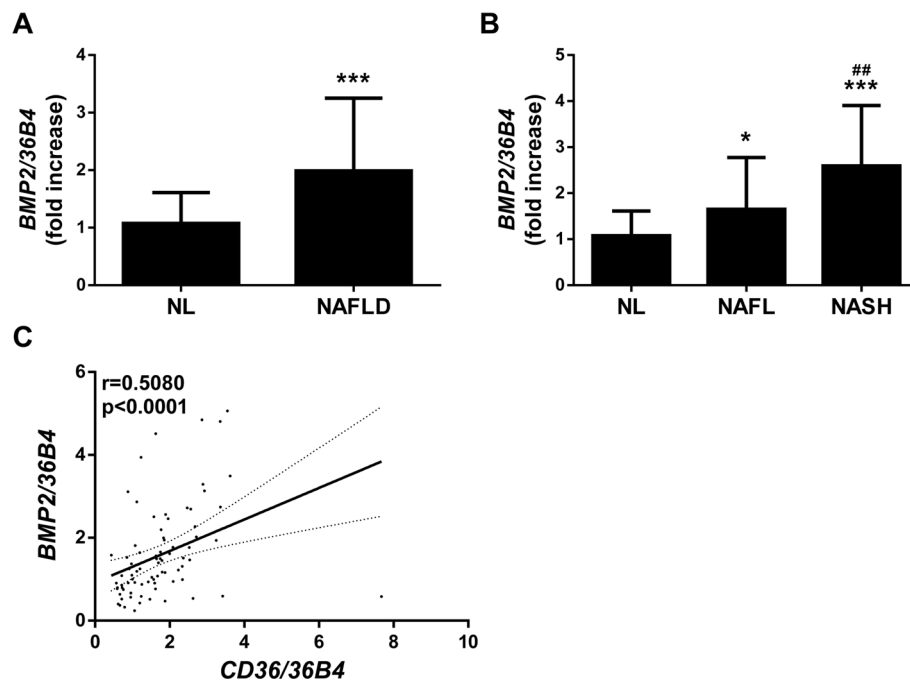 A
BMP2/36B4
(fold increase)
4
3
2
1
0
***
NL
NAFLD
B
BMP2/36B4
(fold increase)
5
4
3
2
1
0
*
##
***
NL
NAFL
NASH
C
BMP2/36B4
6
4
2
0
r=0.5080
p<0.0001
0 2 4 6 8 10
CD36/36B4